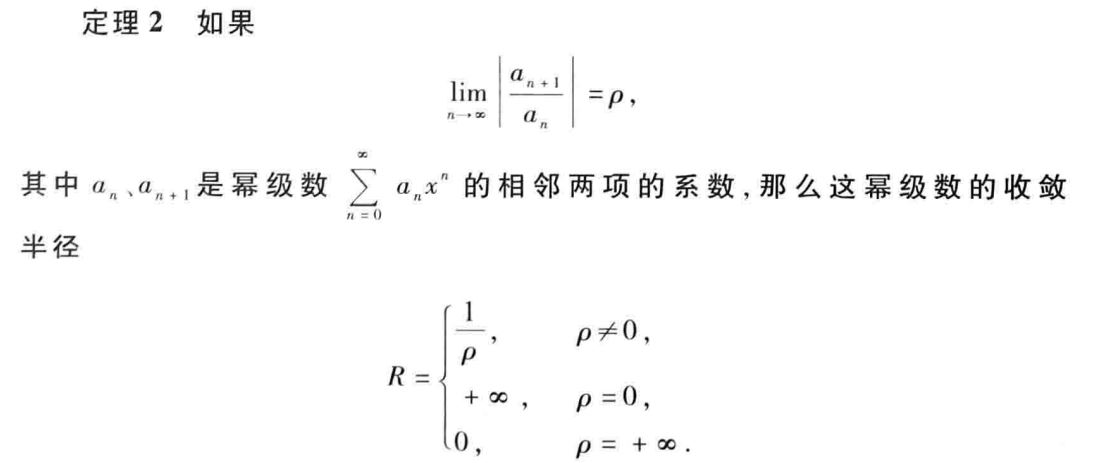 定理 2 如果
$$\lim_{n \to \infty} \left| \frac{a_{n+1}}{a_n} \right| = \rho ,$$
其中 $a_n$、$a_{n+1}$ 是幂级数 $\sum_{n=0}^{\infty} a_n x^n$ 的相邻两项的系数,那么这幂级数的收敛
半径
$$R = \begin{cases} \dfrac{1}{\rho}, & \rho \neq 0, \\ +\infty, & \rho = 0, \\ 0, & \rho = +\infty. \end{cases}$$